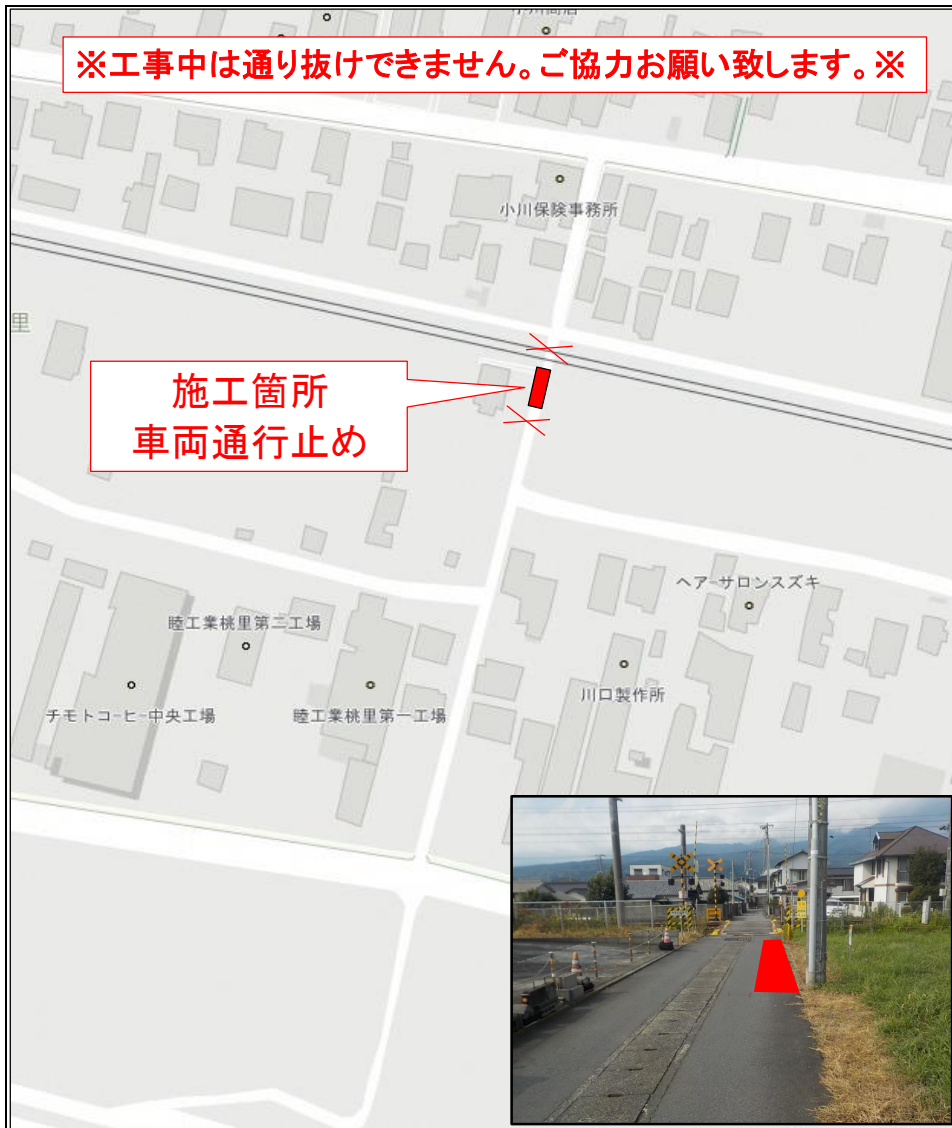 ※工事中は通り抜けできません。ご協力お願い致します。※
小川保険事務所
里
施工箇所
車両通行止め
ヘアーサロンスズキ
睦工業桃里第二工場
川口製作所
チモトコーヒー中央工場
睦工業桃里第一工場